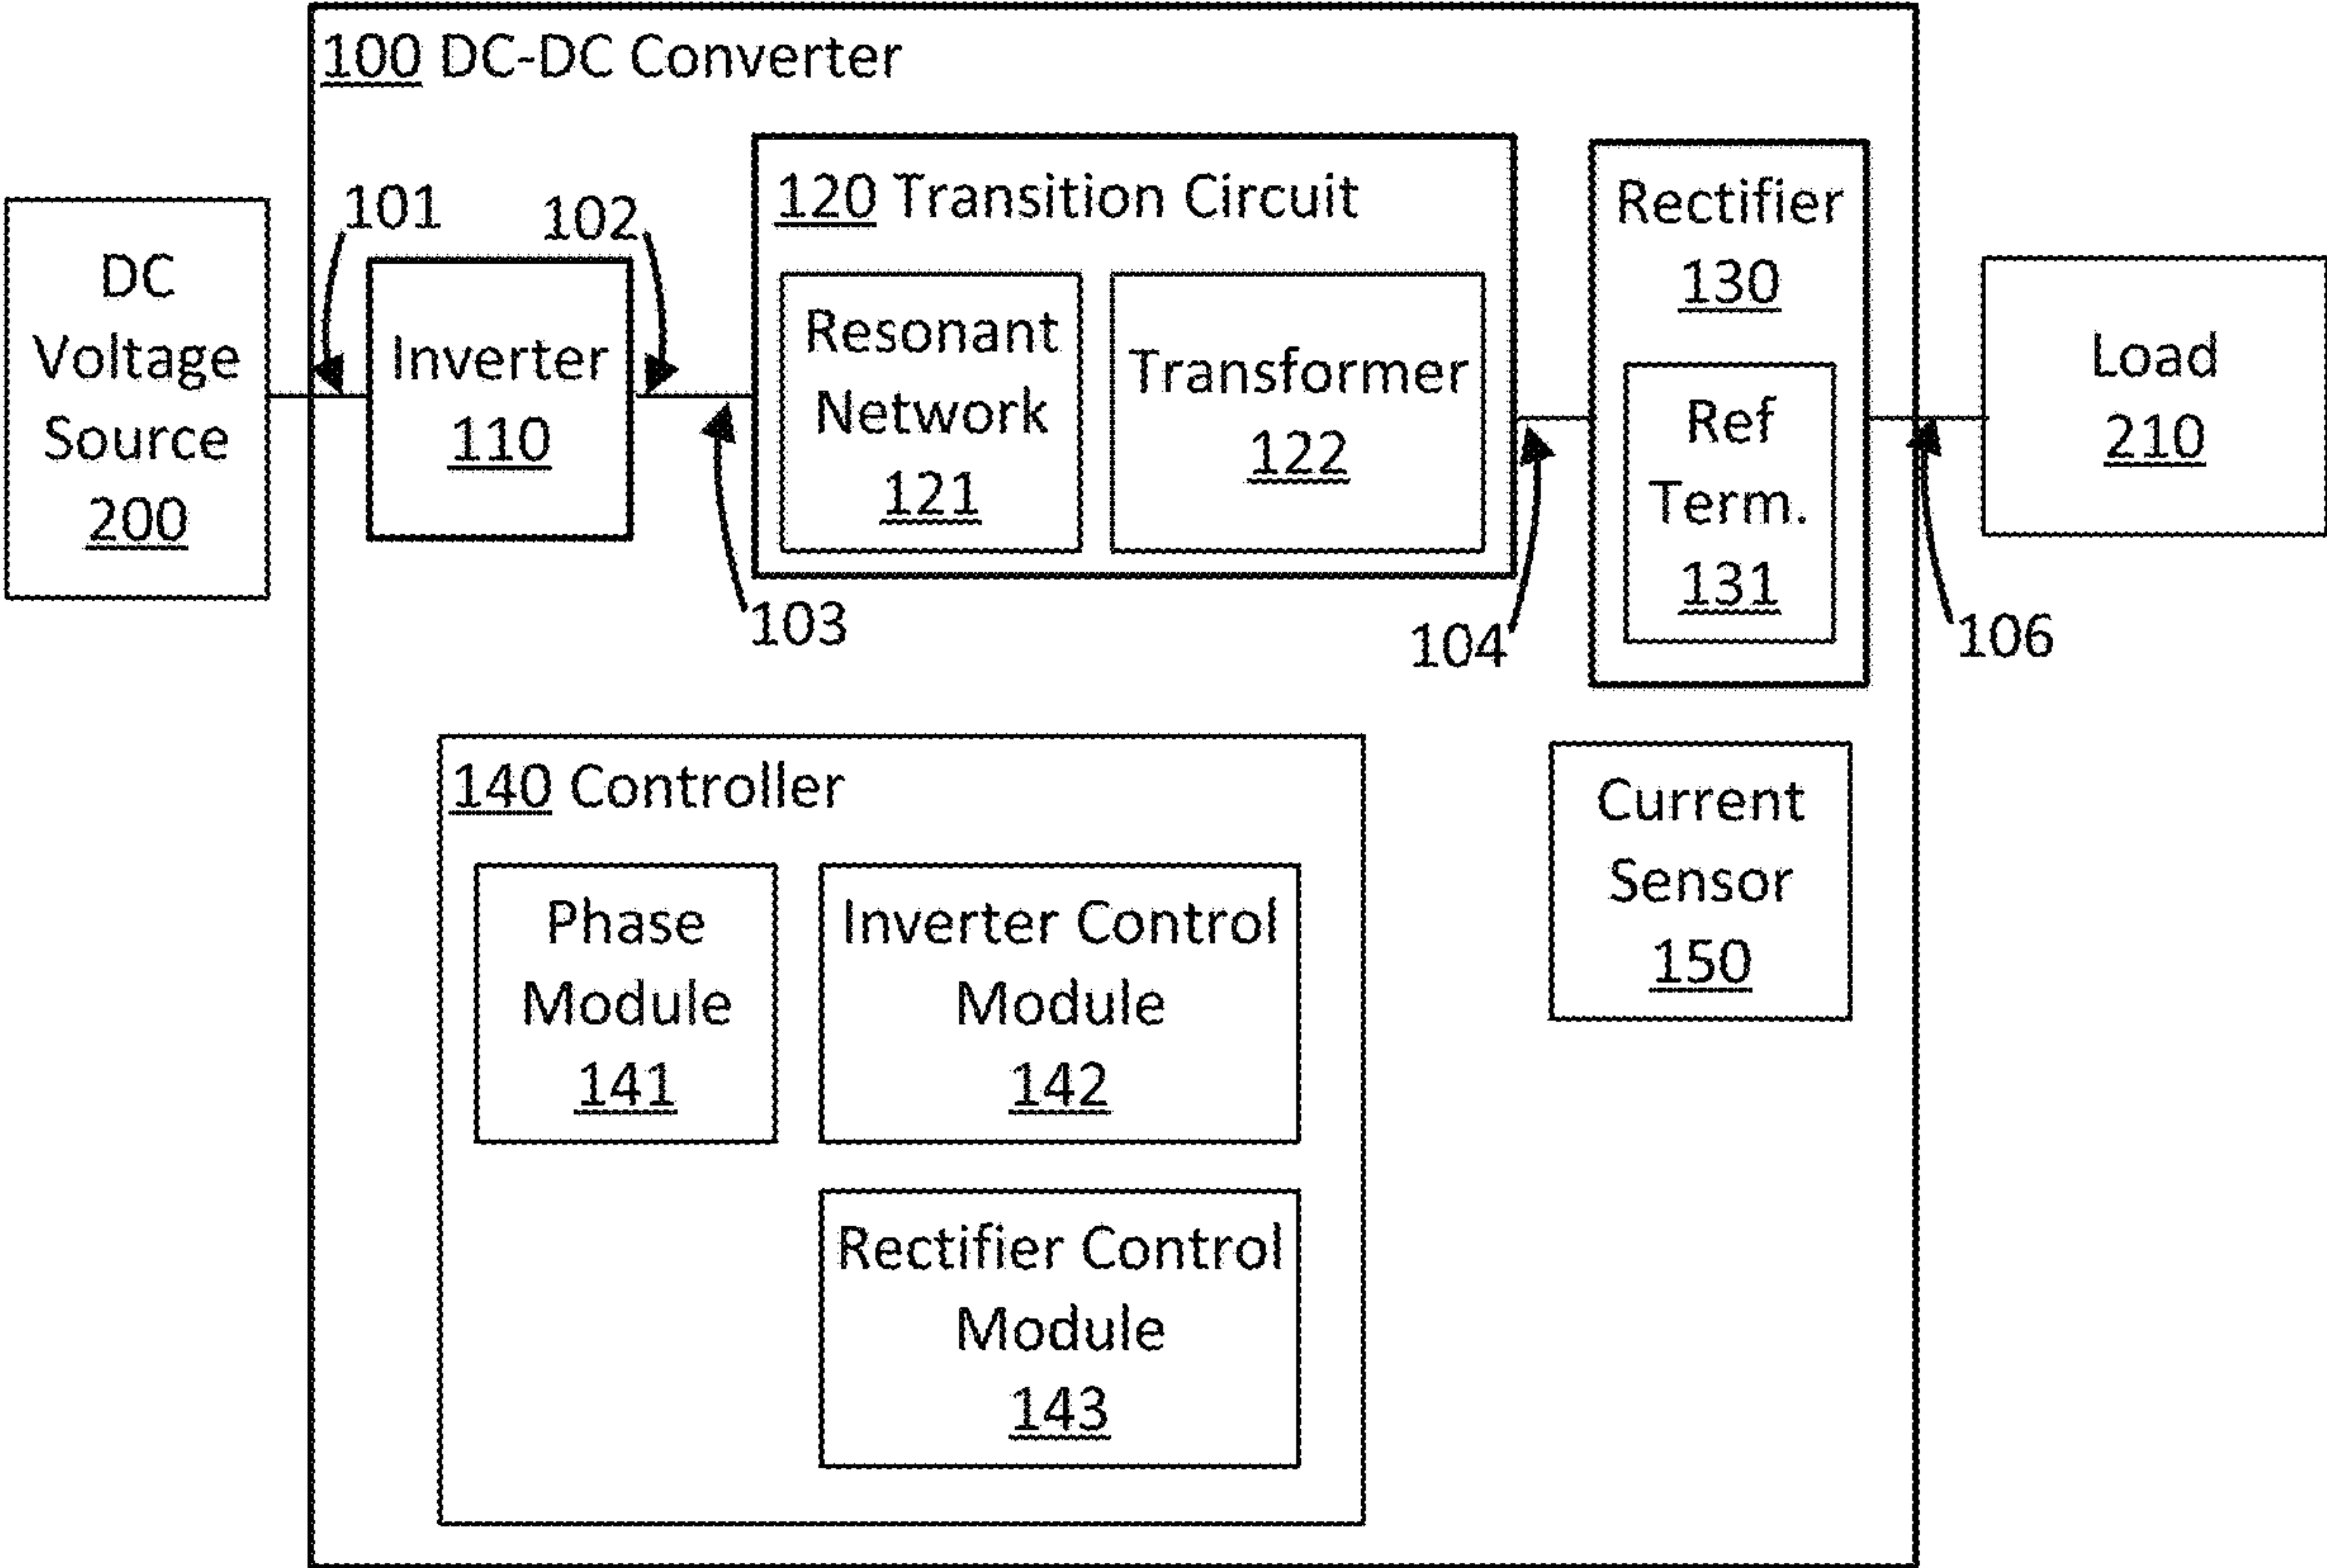 100 DC-DC Converter
DC
Voltage
Source
200
101
Inverter
110
102
103
120 Transition Circuit
Resonant
Network
121
Transformer
122
104
Rectifier
130
Ref
Term.
131
106
Load
210
140 Controller
Phase
Module
141
Inverter Control
Module
142
Rectifier Control
Module
143
Current
Sensor
150